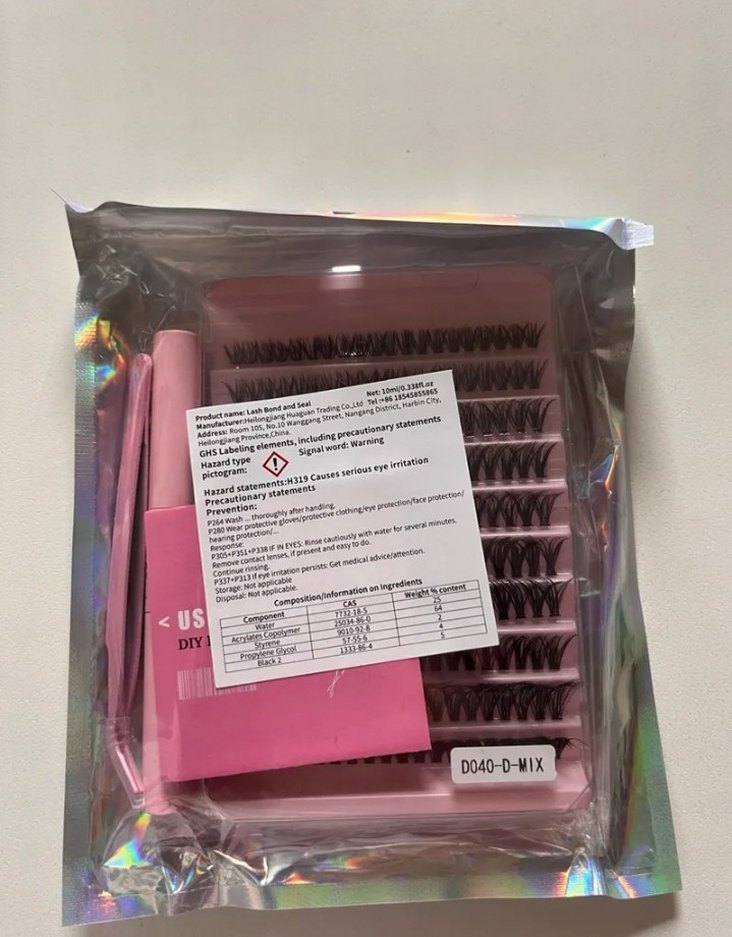 Product name: Lash Bond and Seal Net: 10ml/0.338fl.oz
Manufacturer:Heilongjiang Huaguan Trading Co.,Ltd Tel :+86 18545855865
Address: Room 105, No.10 Wanggang Street, Nangang District, Harbin City,
Heilongjiang Province,China.
GHS Labeling elements, including precautionary statements
Hazard type Signal word: Warning
pictogram:
Hazard statements:H319 Causes serious eye irritation
Precautionary statements
Prevention:
P264 Wash ... thoroughly after handling.
P280 Wear protective gloves/protective clothing/eye protection/face protection/
hearing protection/...
Response:
P305+P351+P338 IF IN EYES: Rinse cautiously with water for several minutes.
Remove contact lenses, if present and easy to do.
Continue rinsing.
P337+P313 If eye irritation persists: Get medical advice/attention.
Storage: Not applicable
Disposal: Not applicable.
Composition/Information on Ingredients
Component CAS Weight % content
Water 7732-18-5 25
Acrylates Copolymer 25034-86-0 64
Styrene 9010-92-8 2
Propylene Glycol 57-55-6 4
Black 2 1333-86-4 5
< US
DIY
D040-D-MIX